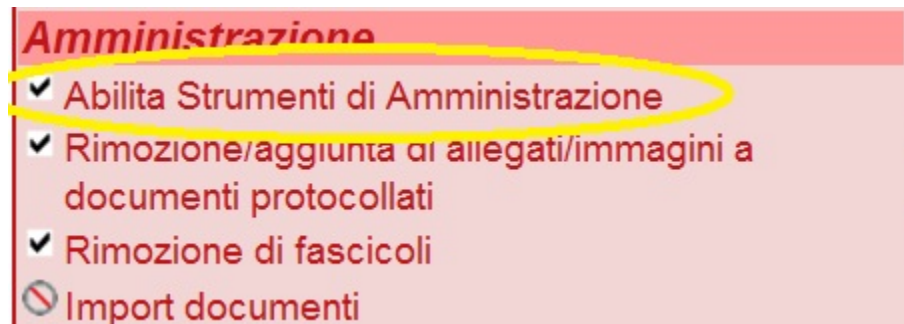 Amministrazione
Abilita Strumenti di Amministrazione
Rimozione/aggiunta di allegati/immagini a
documenti protocollati
Rimozione di fascicoli
Import documenti